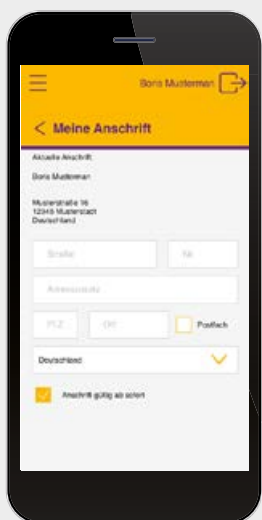 Boris Musterman
Meine Anschrift
Aktuelle Anschrift:
Boris Musterman
Musterstraße 16
12345 Musterstadt
Deutschland
Straße Nr.
Adresszusatz
PLZ Ort Postfach
Deutschland
Anschrift gültig ab sofort